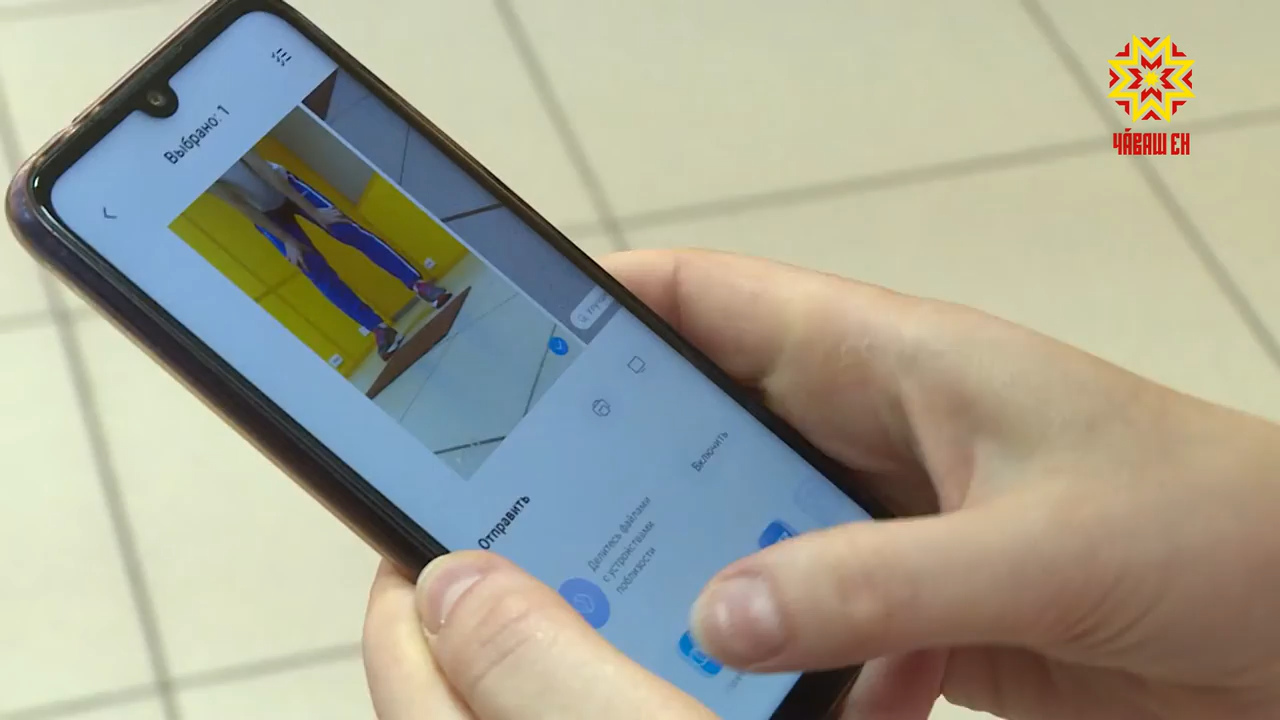 ЧӐВАШ ЕН
Выбрано: 1
Отправить
Включить
Делитесь файлами
с устройствами
поблизости